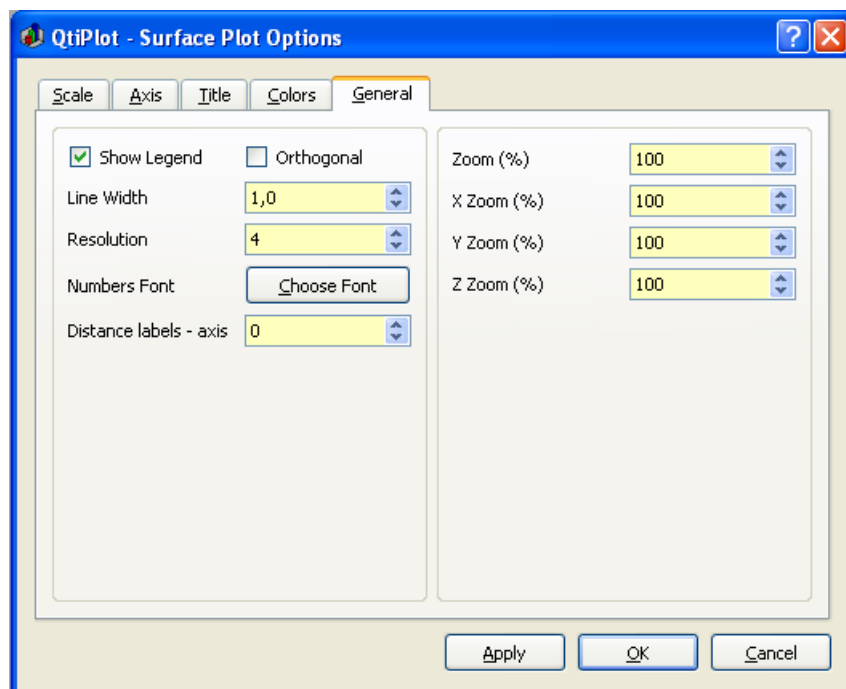 QtiPlot - Surface Plot Options
Scale Axis Title Colors General
Show Legend Orthogonal
Line Width 1,0
Resolution 4
Numbers Font Choose Font
Distance labels - axis 0
Zoom (%) 100
X Zoom (%) 100
Y Zoom (%) 100
Z Zoom (%) 100
Apply OK Cancel